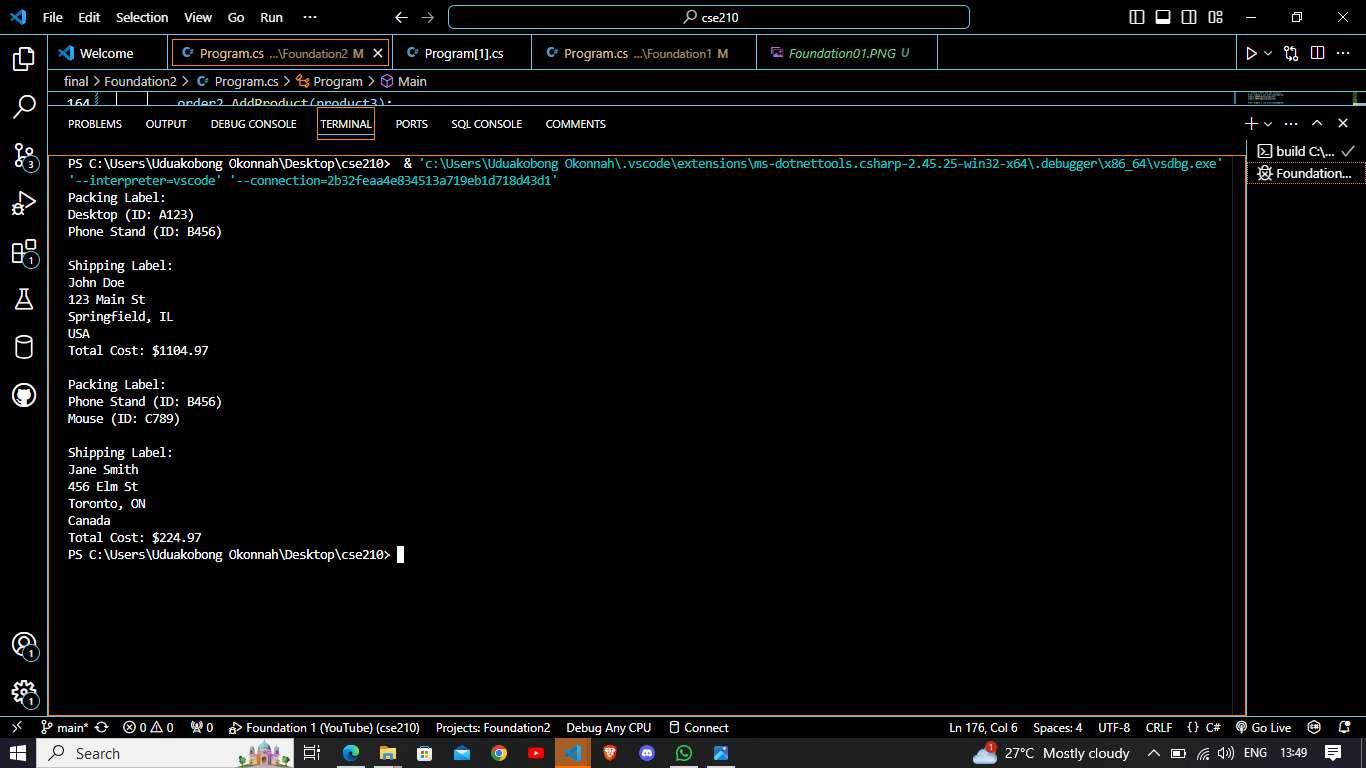 File Edit Selection View Go Run ··· cse210
Welcome Program.cs ...\Foundation2 M Program[1].cs Program.cs ...\Foundation1 M Foundation01.PNG U
final > Foundation2 > Program.cs > Program > Main
164 order2.AddProduct(product3);
PROBLEMS OUTPUT DEBUG CONSOLE TERMINAL PORTS SQL CONSOLE COMMENTS
PS C:\Users\Uduakobong Okonnah\Desktop\cse210> & 'c:\Users\Uduakobong Okonnah\.vscode\extensions\ms-dotnettools.csharp-2.45.25-win32-x64\.debugger\x86_64\vsdbg.exe'
'--interpreter=vscode' '--connection=2b32feaa4e834513a719eb1d718d43d1'
Packing Label:
Desktop (ID: A123)
Phone Stand (ID: B456)
Shipping Label:
John Doe
123 Main St
Springfield, IL
USA
Total Cost: $1104.97
Packing Label:
Phone Stand (ID: B456)
Mouse (ID: C789)
Shipping Label:
Jane Smith
456 Elm St
Toronto, ON
Canada
Total Cost: $224.97
PS C:\Users\Uduakobong Okonnah\Desktop\cse210>
build C:\...
Foundation...
3
1
1
1
main* 0 0 0 Foundation 1 (YouTube) (cse210) Projects: Foundation2 Debug Any CPU Connect Ln 176, Col 6 Spaces: 4 UTF-8 CRLF {} C# Go Live
Search 1 27°C Mostly cloudy ENG 13:49